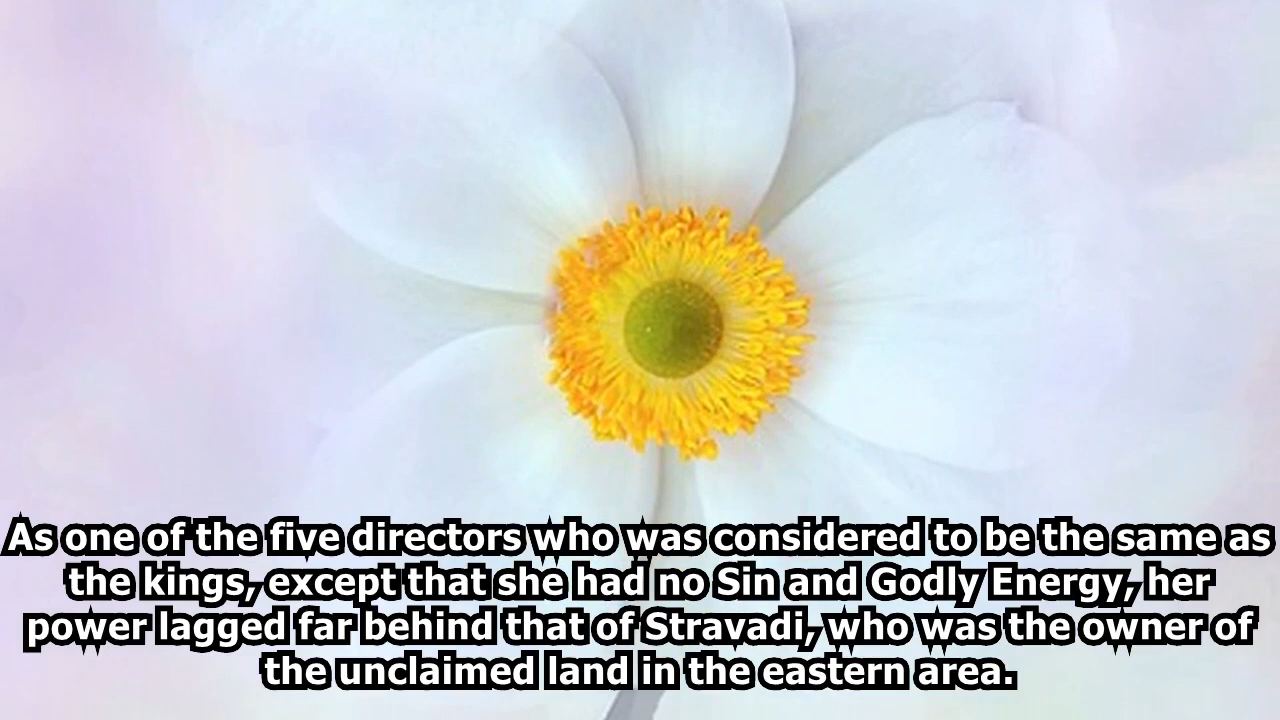 As one of the five directors who was considered to be the same as
the kings, except that she had no Sin and Godly Energy, her
power lagged far behind that of Stravadi, who was the owner of
the unclaimed land in the eastern area.